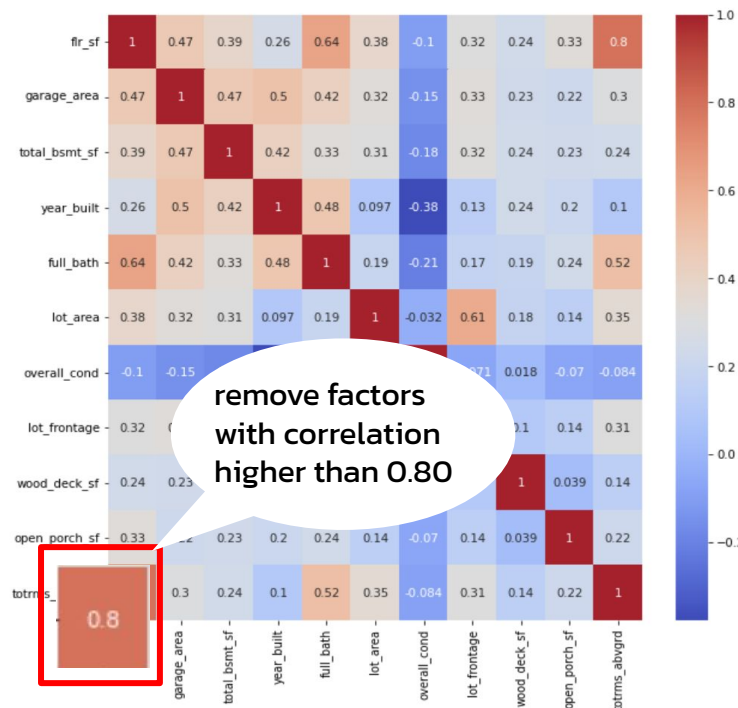 1.0
flr_sf 1 0.47 0.39 0.26 0.64 0.38 -0.1 0.32 0.24 0.33 0.8
garage_area 0.47 1 0.47 0.5 0.42 0.32 -0.15 0.33 0.23 0.22 0.3
0.8
total_bsmt_sf 0.39 0.47 1 0.42 0.33 0.31 -0.18 0.32 0.24 0.23 0.24
0.6
year_built 0.26 0.5 0.42 1 0.48 0.097 -0.38 0.13 0.24 0.2 0.1
full_bath 0.64 0.42 0.33 0.48 1 0.19 -0.21 0.17 0.19 0.24 0.52
0.4
lot_area 0.38 0.32 0.31 0.097 0.19 1 -0.032 0.61 0.18 0.14 0.35
0.2
overall_cond -0.1 -0.15 0.018 -0.07 -0.084
remove factors
with correlation
higher than 0.80
lot_frontage 0.32 0.1 0.14 0.31
0.0
wood_deck_sf 0.24 0.23 1 0.039 0.14
open_porch_sf 0.33 0.23 0.2 0.24 0.14 -0.07 0.14 0.039 1 0.22
totrms_ 0.3 0.24 0.1 0.52 0.35 -0.084 0.31 0.14 0.22 1
0.8
garage_area total_bsmt_sf year_built full_bath lot_area overall_cond lot_frontage wood_deck_sf open_porch_sf totrms_abvgrd